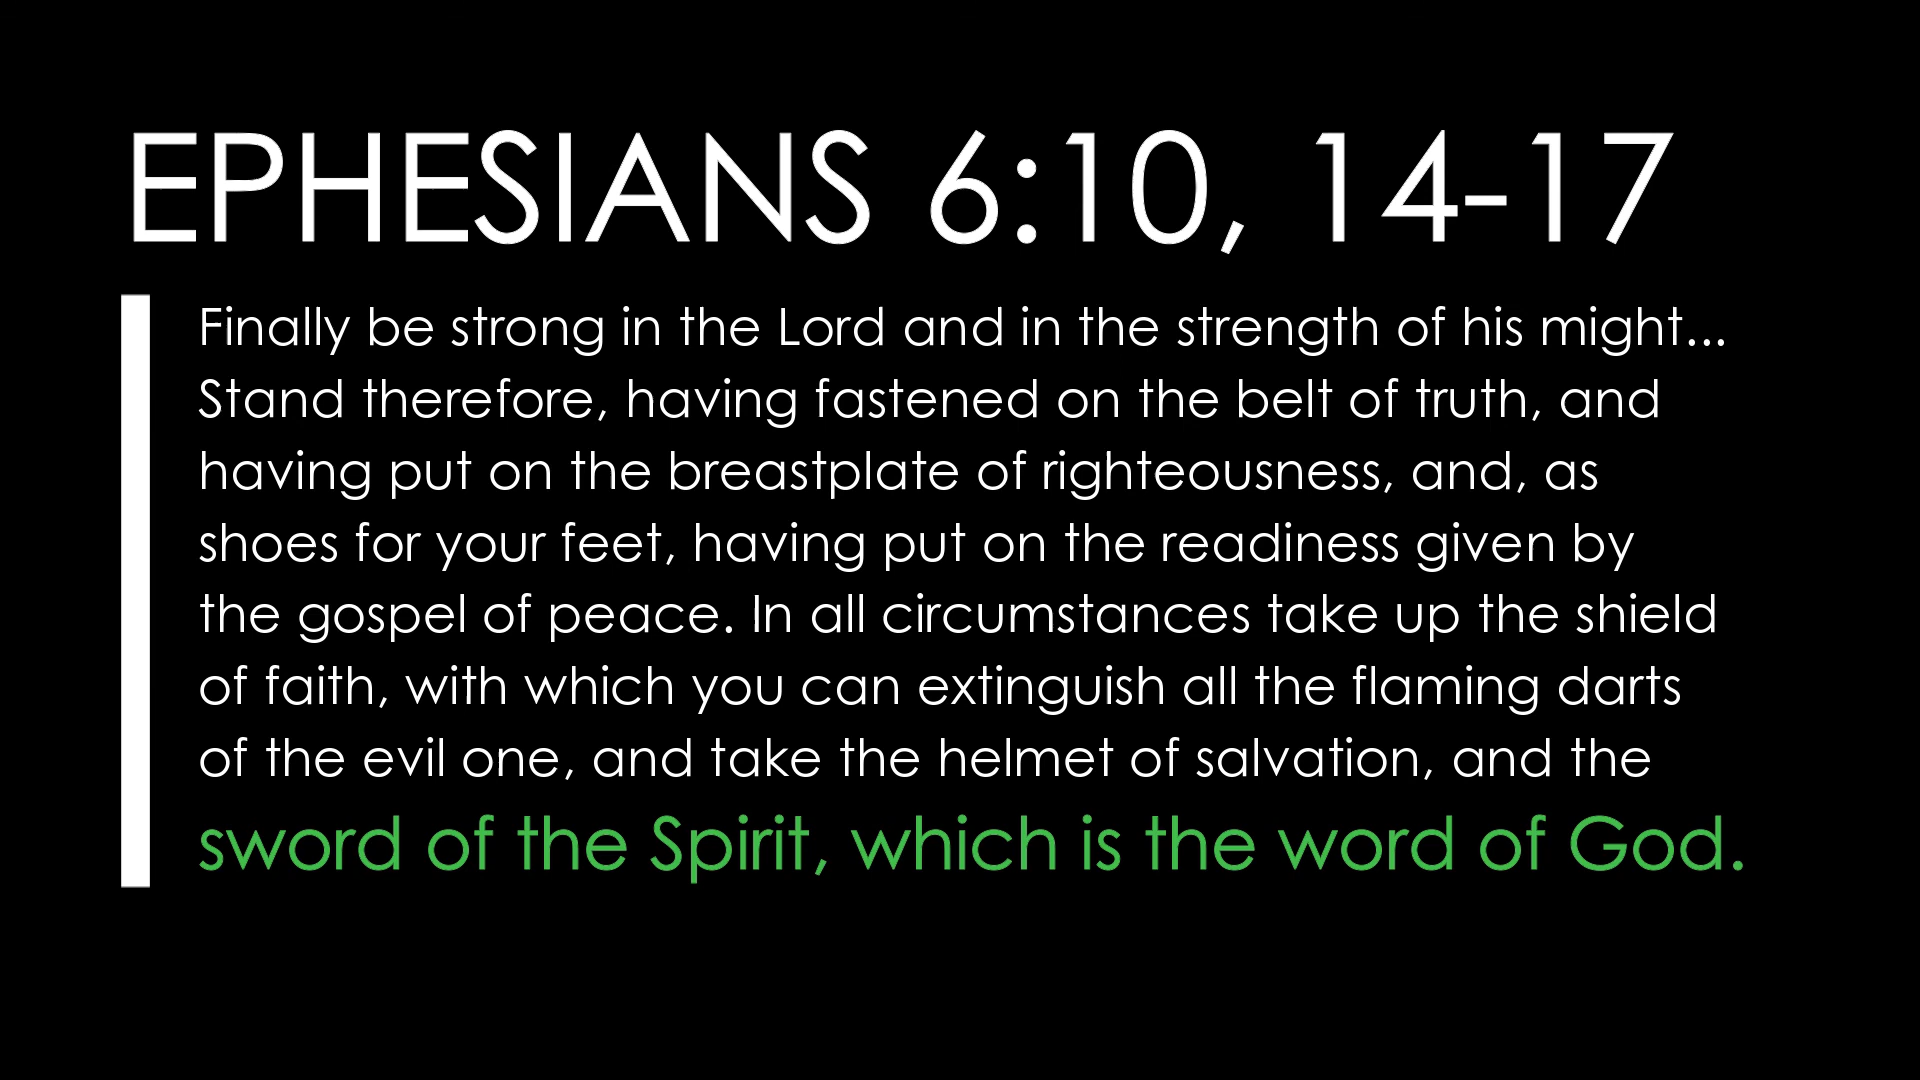 EPHESIANS 6:10, 14-17
Finally be strong in the Lord and in the strength of his might...
Stand therefore, having fastened on the belt of truth, and
having put on the breastplate of righteousness, and, as
shoes for your feet, having put on the readiness given by
the gospel of peace. In all circumstances take up the shield
of faith, with which you can extinguish all the flaming darts
of the evil one, and take the helmet of salvation, and the
sword of the Spirit, which is the word of God.